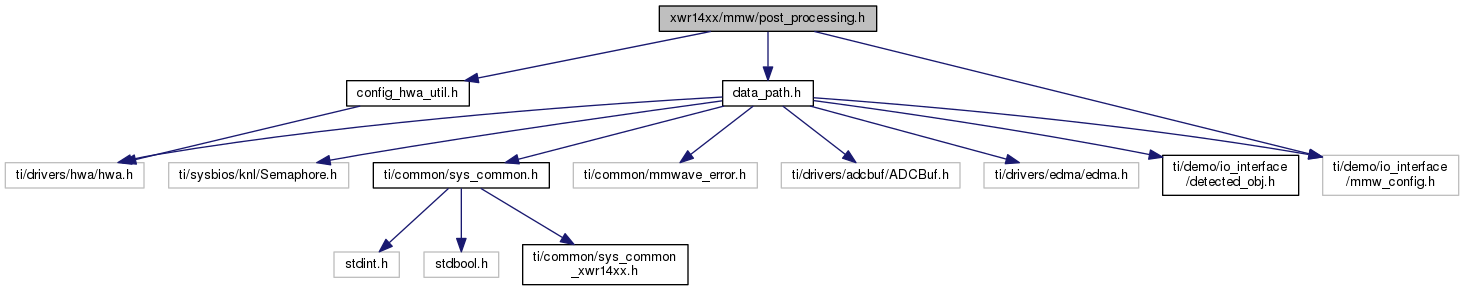 xwr14xx/mmw/post_processing.h
config_hwa_util.h
data_path.h
ti/drivers/hwa/hwa.h
ti/sysbios/knl/Semaphore.h
ti/common/sys_common.h
ti/common/mmwave_error.h
ti/drivers/adcbuf/ADCBuf.h
ti/drivers/edma/edma.h
ti/demo/io_interface
/detected_obj.h
ti/demo/io_interface
/mmw_config.h
stdint.h
stdbool.h
ti/common/sys_common
_xwr14xx.h